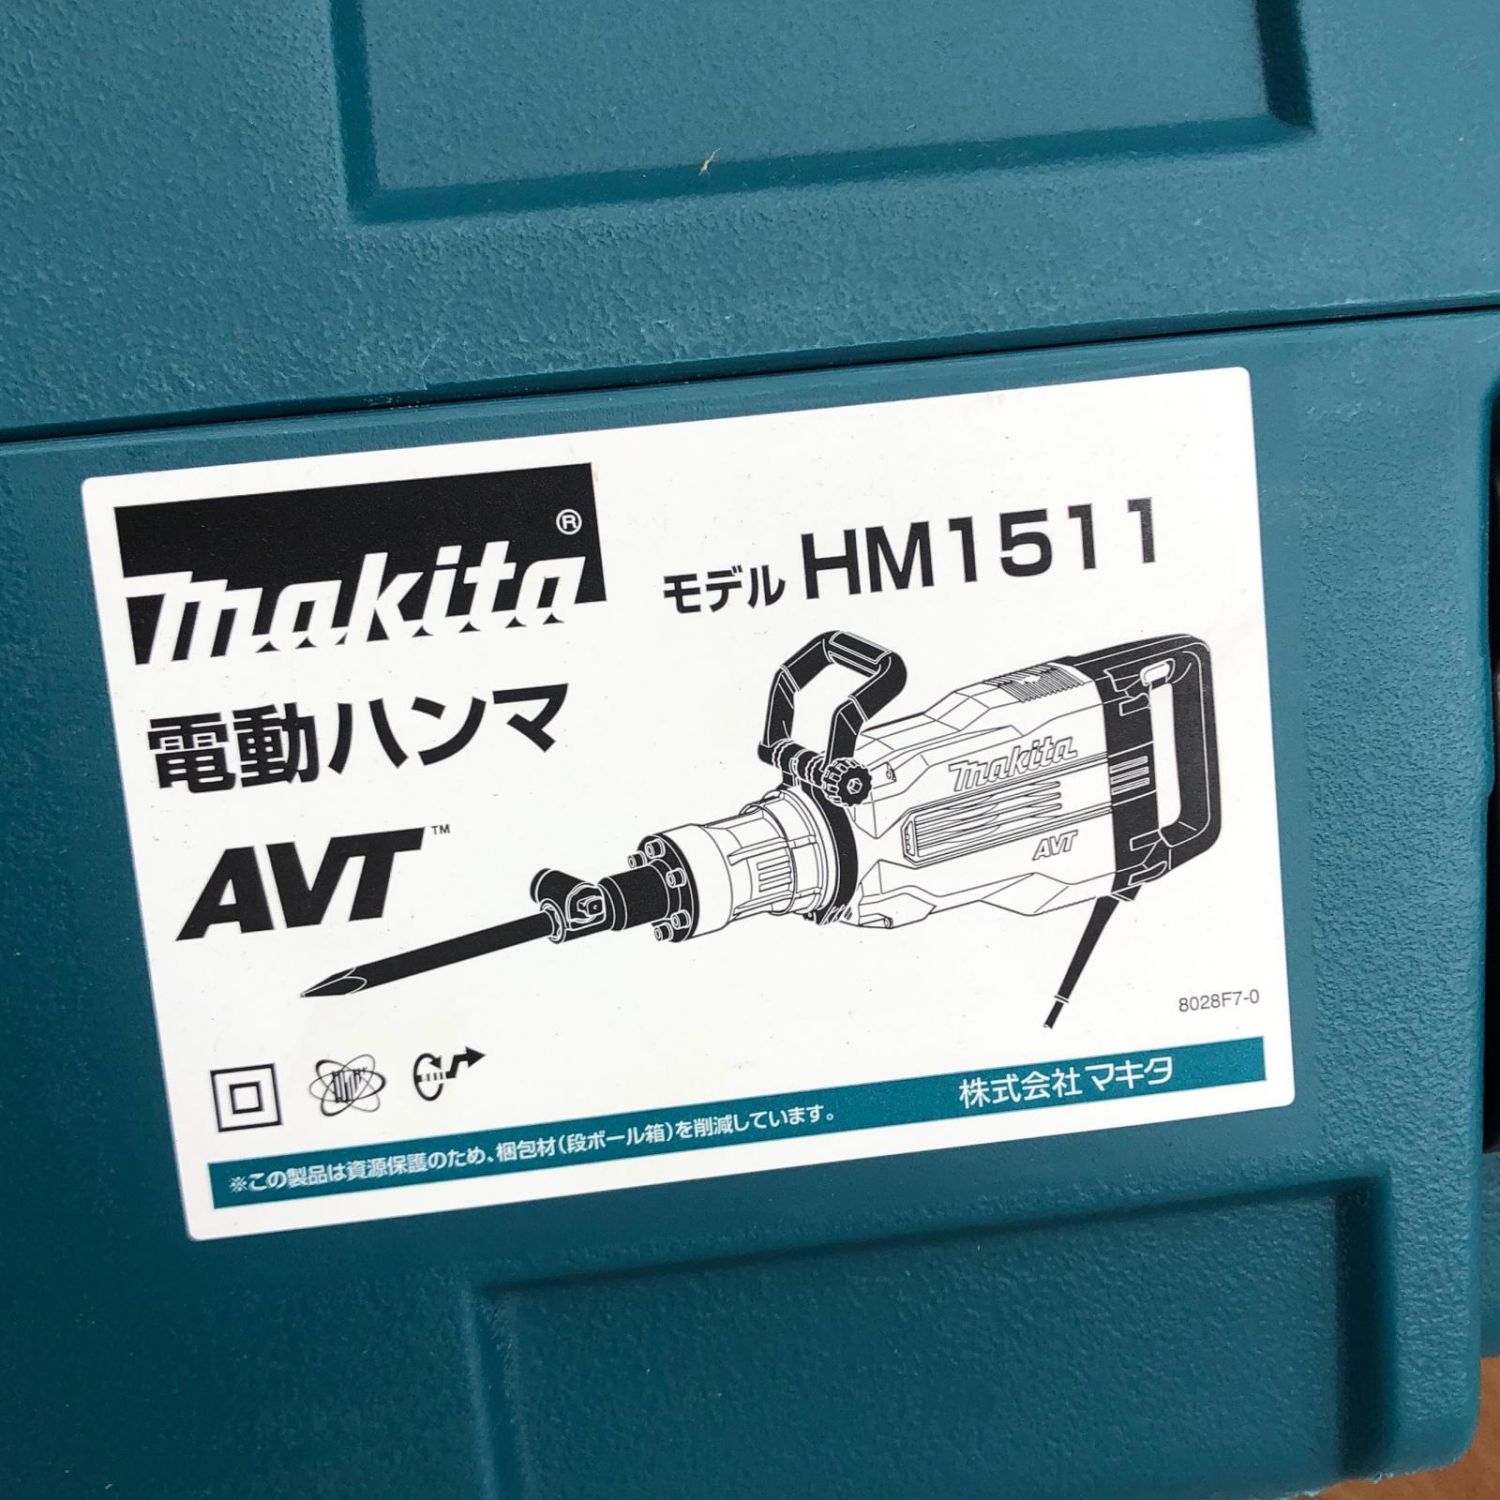 makita®
モデル HM1511
電動ハンマ
AVT™
makita
AVT
8028F7-0
株式会社マキタ
※この製品は資源保護のため、梱包材(段ボール箱)を削減しています。